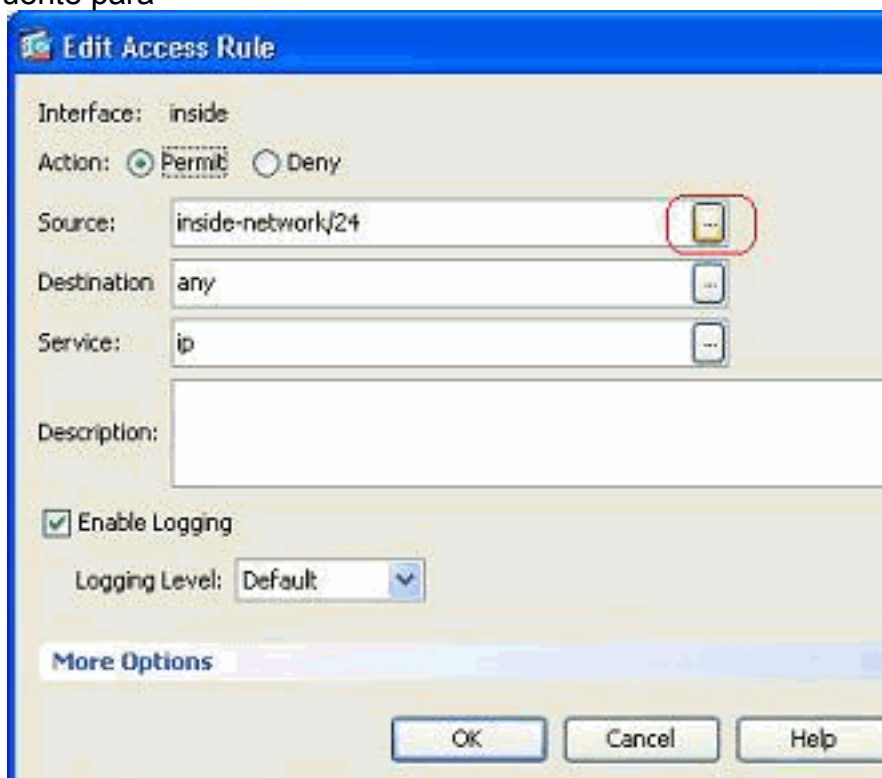 para
Edit Access Rule
Interface: inside
Action: Permit Deny
Source: inside-network/24 ...
Destination any ...
Service: ip ...
Description:
Enable Logging
Logging Level: Default
More Options
OK Cancel Help